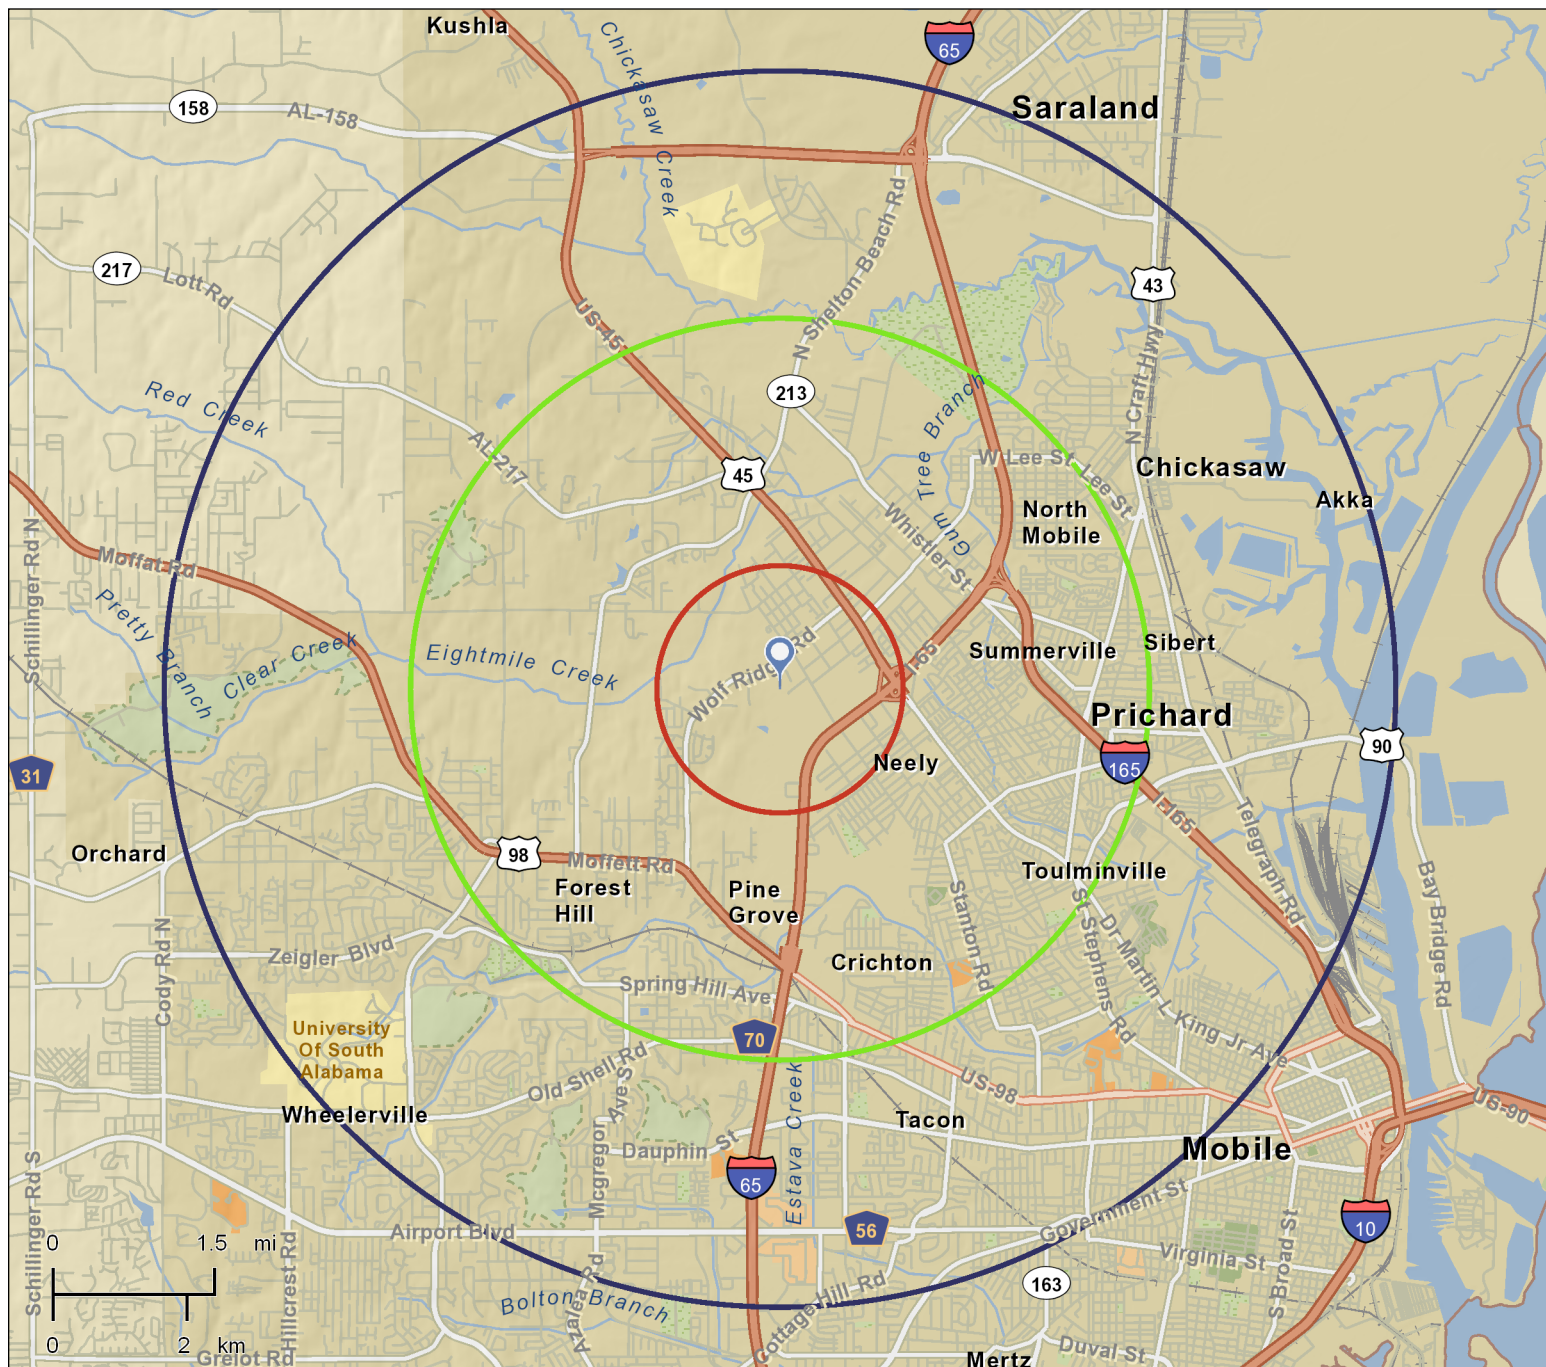 Kushla
65
Saraland
158
AL-158
Chickasaw Creek
217
Lott Rd
N Shelton Beach Rd
43
US-45
N Craft Hwy
213
Red Creek
AL-217
Gum Tree Branch
W Lee St
Lee St
Chickasaw
45
Akka
North
Mobile
Whistler St
Schillinger Rd N
Moffat Rd
Pretty Branch
Clear Creek
Eightmile Creek
Wolf Ridge Rd
I-65
Summerville
Sibert
Prichard
90
31
Neely
165
I-165
Telegraph Rd
Orchard
98
Moffett Rd
Forest
Hill
Pine
Grove
Toulminville
Bay Bridge Rd
Cody Rd N
Zeigler Blvd
Crichton
Stanton Rd
St Stephens Rd
Dr Martin L King Jr Ave
Spring Hill Ave
University
Of South
Alabama
70
Old Shell Rd
US-98
US-90
Wheelerville
Mcgregor Ave S
Estava Creek
Tacon
Dauphin St
Mobile
65
Schillinger Rd S
10
Airport Blvd
56
Government St
Virginia St
S Broad St
0
1.5 mi
Hillcrest Rd
Azalea Rd
163
Bolton Branch
Cottage Hill Rd
0
2 km
Grelot Rd
Mertz
Duval St